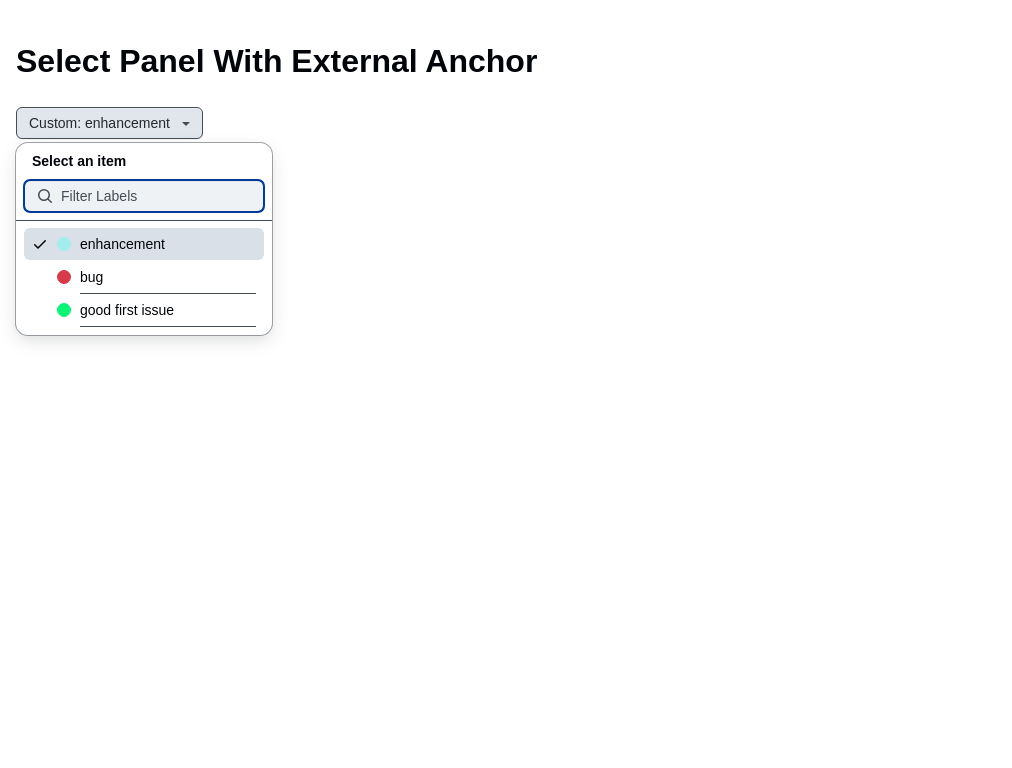 Select Panel With External Anchor
Custom: enhancement
Select an item
Filter Labels
enhancement
bug
good first issue